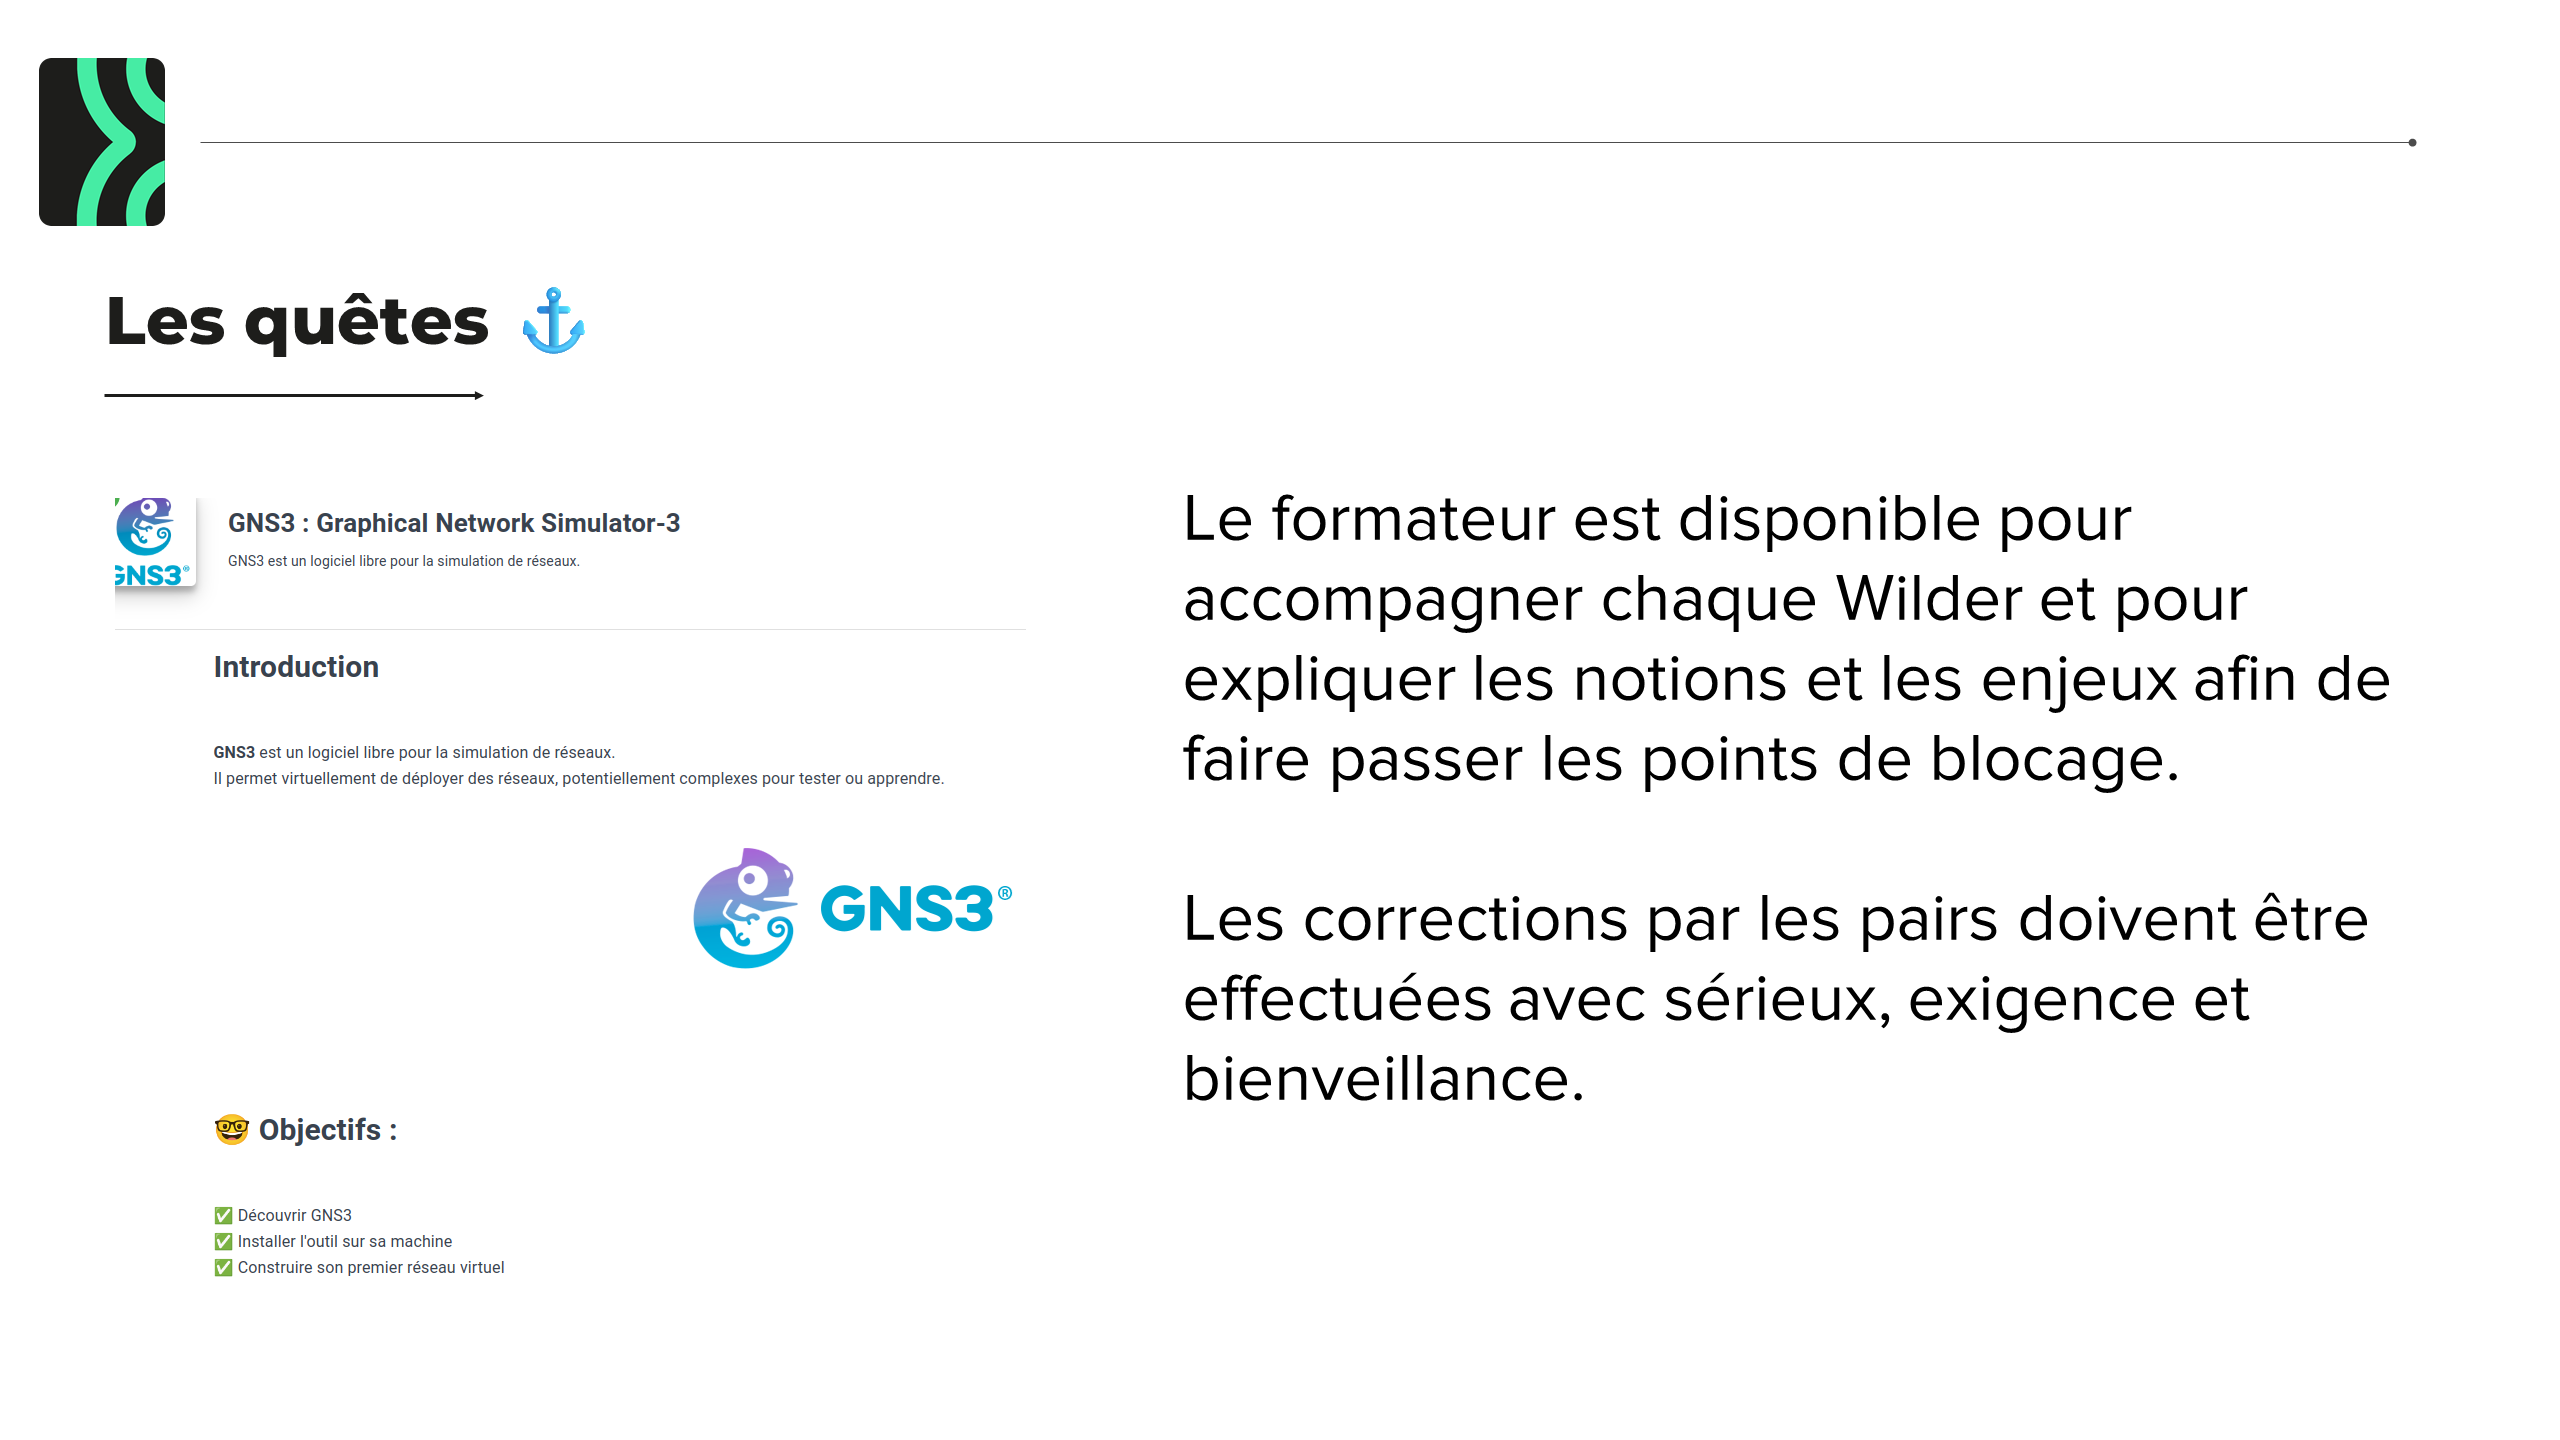 Les quêtes
GNS3®
GNS3 : Graphical Network Simulator-3
GNS3 est un logiciel libre pour la simulation de réseaux.
Introduction
GNS3 est un logiciel libre pour la simulation de réseaux.
Il permet virtuellement de déployer des réseaux, potentiellement complexes pour tester ou apprendre.
GNS3®
🤓 Objectifs :
✅ Découvrir GNS3
✅ Installer l'outil sur sa machine
✅ Construire son premier réseau virtuel
Le formateur est disponible pour
accompagner chaque Wilder et pour
expliquer les notions et les enjeux afin de
faire passer les points de blocage.
Les corrections par les pairs doivent être
effectuées avec sérieux, exigence et
bienveillance.